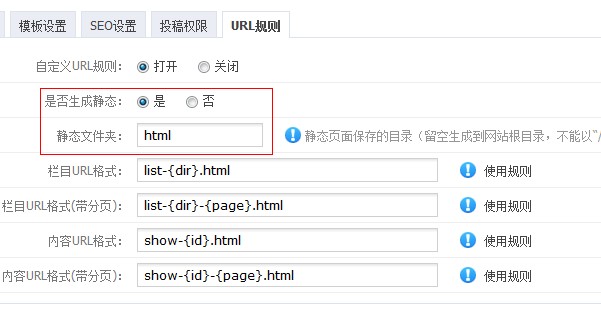 模板设置 SEO设置 投稿权限 URL规则
自定义URL规则： 打开 关闭
是否生成静态： 是 否
静态文件夹： html 静态页面保存的目录（留空生成到网站根目录，不能以“/
栏目URL格式： list-{dir}.html 使用规则
栏目URL格式(带分页)： list-{dir}-{page}.html 使用规则
内容URL格式： show-{id}.html 使用规则
内容URL格式(带分页)： show-{id}-{page}.html 使用规则